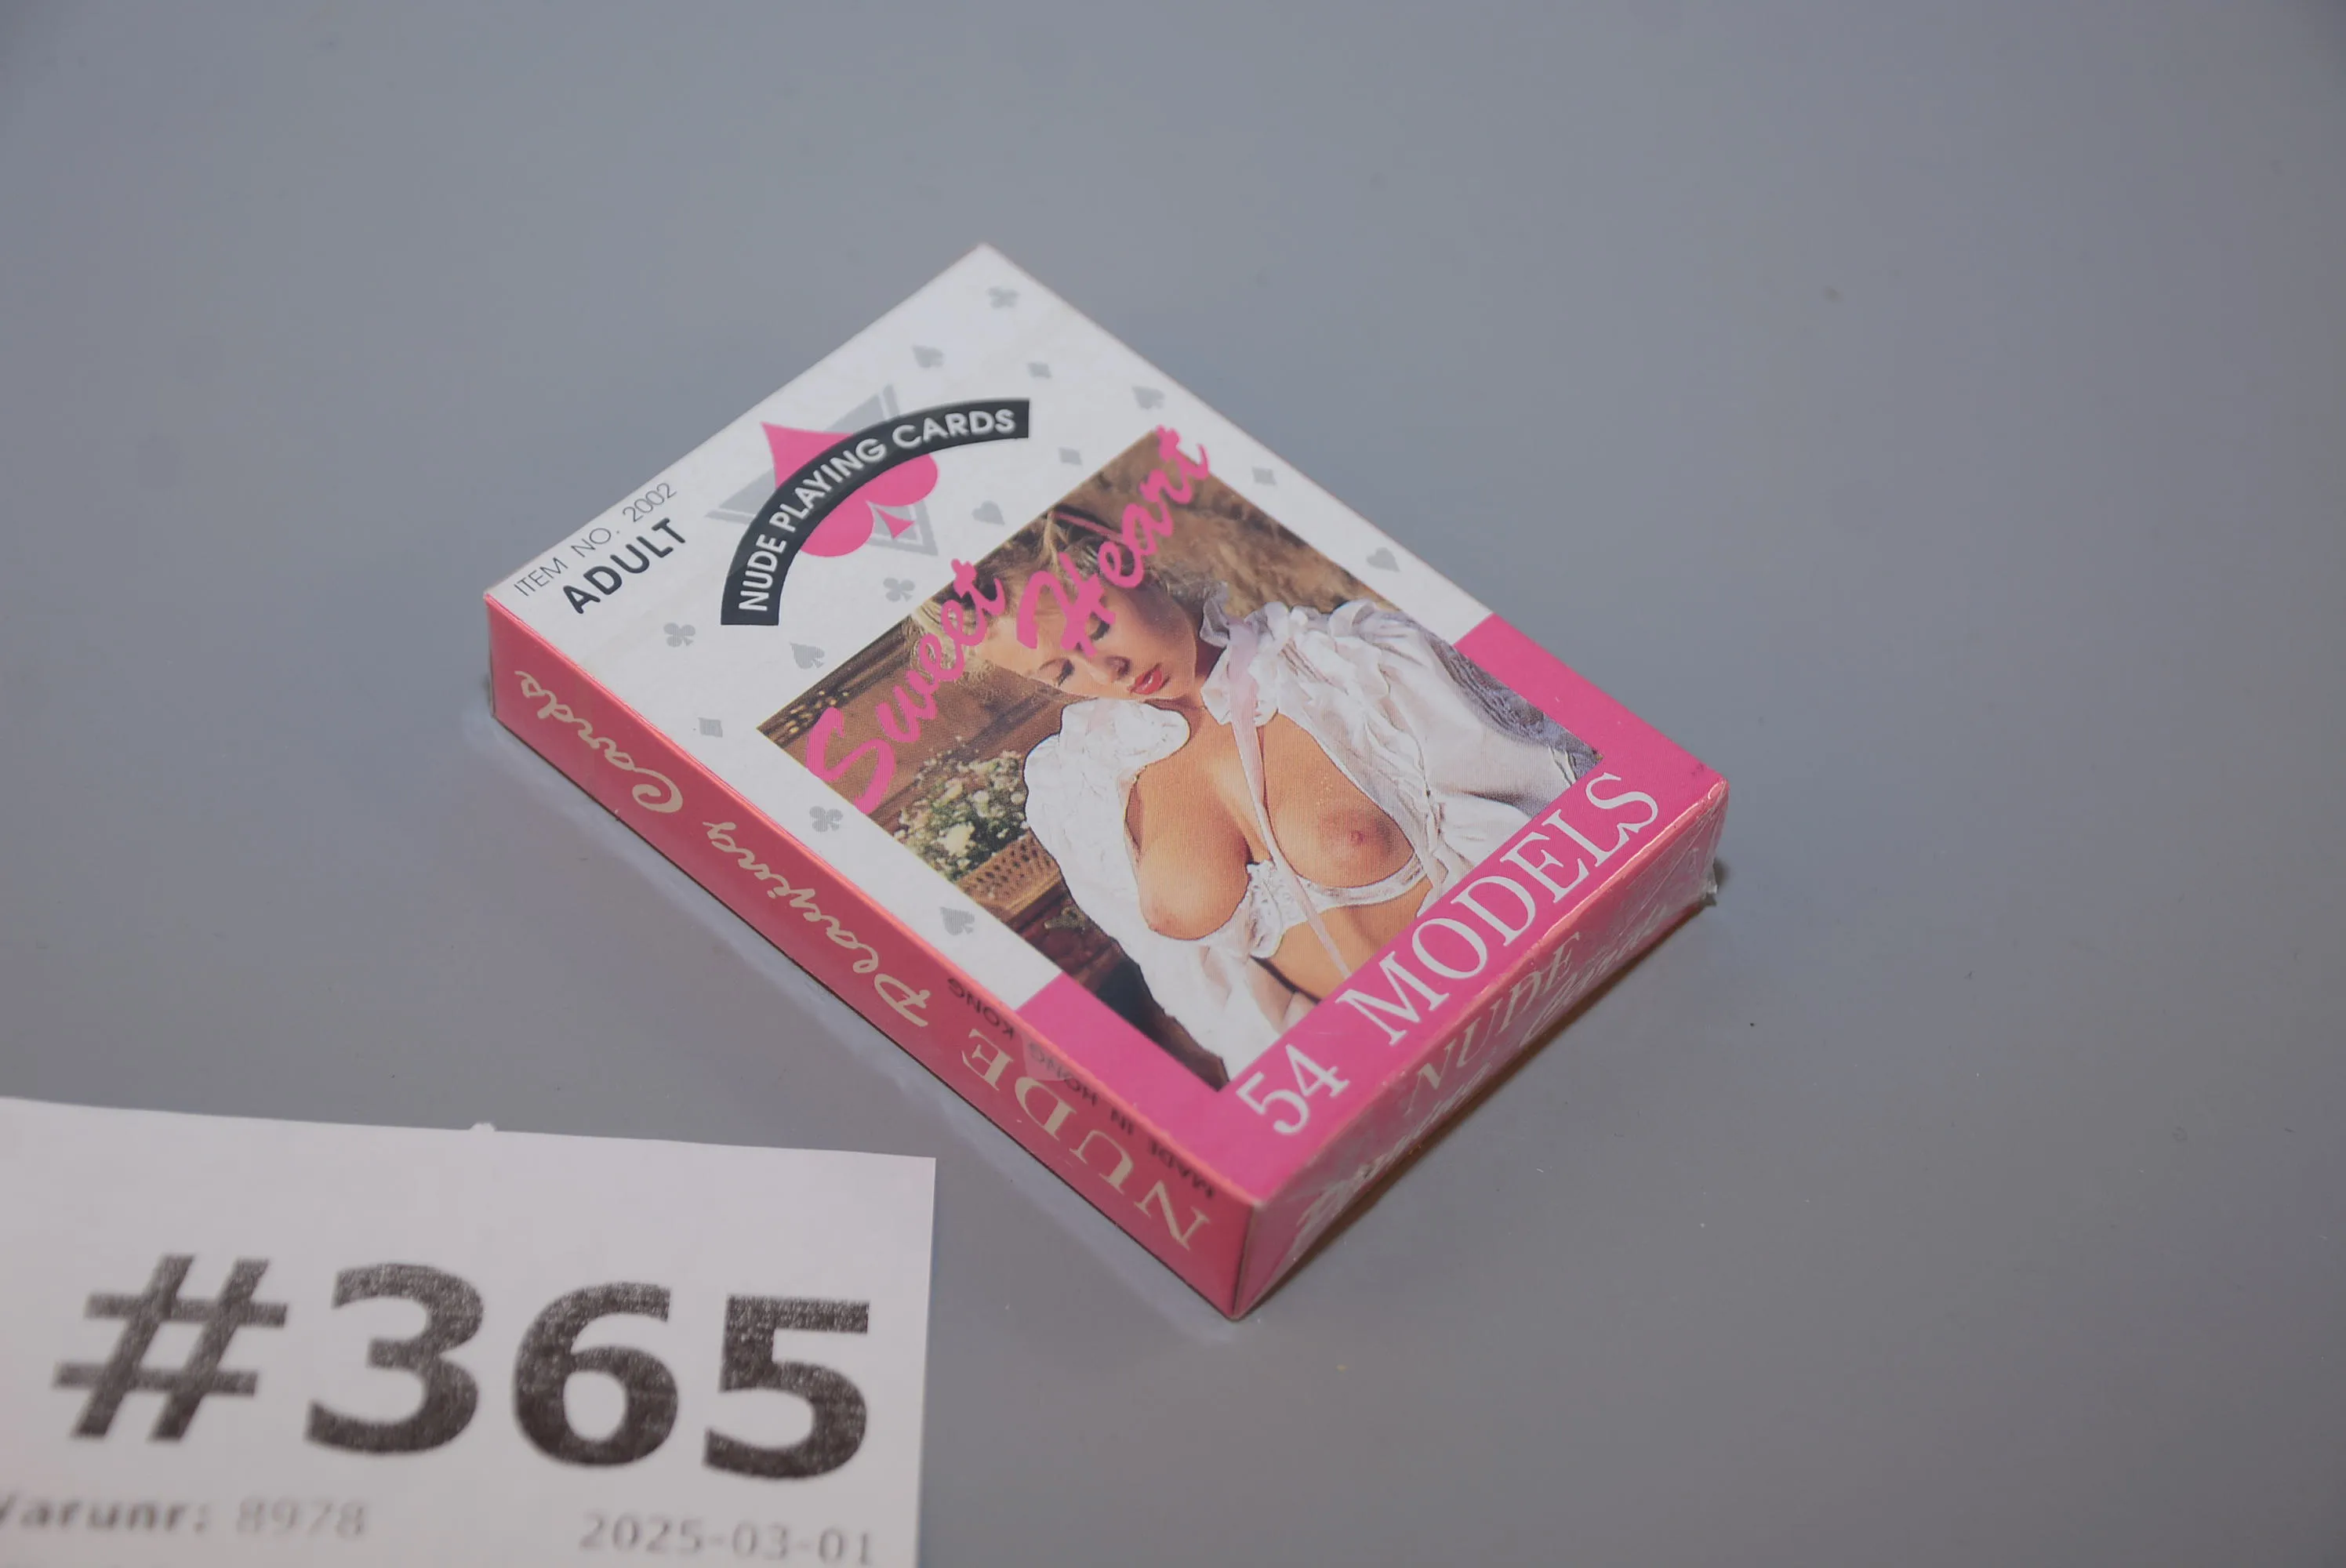 ITEM NO. 2002
ADULT
NUDE PLAYING CARDS
Sweet
Heart
54 MODELS
NUDE Playing Cards
MADE IN HONG KONG
NUDE
#365
Varunr: 8978
2025-03-01